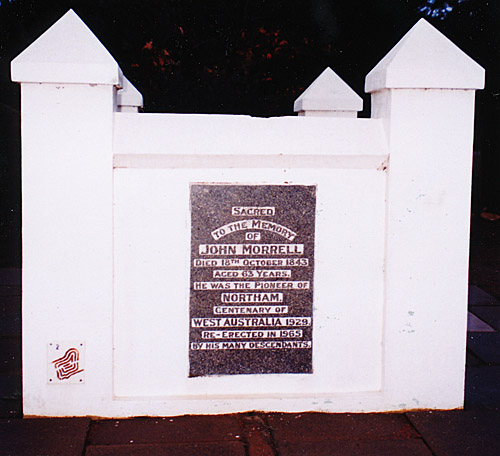 SACRED
TO THE MEMORY
OF
JOHN MORRELL
DIED 18TH OCTOBER 1843
AGED 63 YEARS.
HE WAS THE PIONEER OF
NORTHAM.
CENTENARY OF
WEST AUSTRALIA 1929
RE-ERECTED IN 1965
BY HIS MANY DESCENDANTS.
2